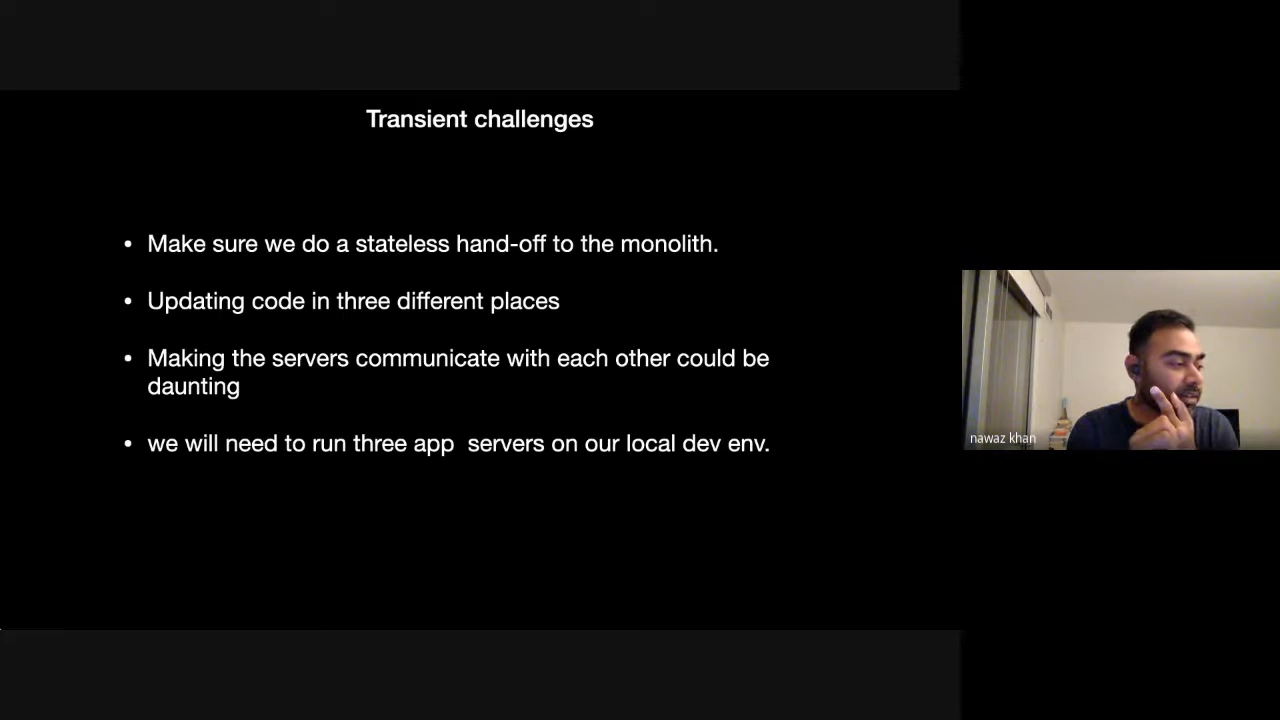 Transient challenges
• Make sure we do a stateless hand-off to the monolith.
• Updating code in three different places
• Making the servers communicate with each other could be
daunting
• we will need to run three app  servers on our local dev env.
nawaz khan